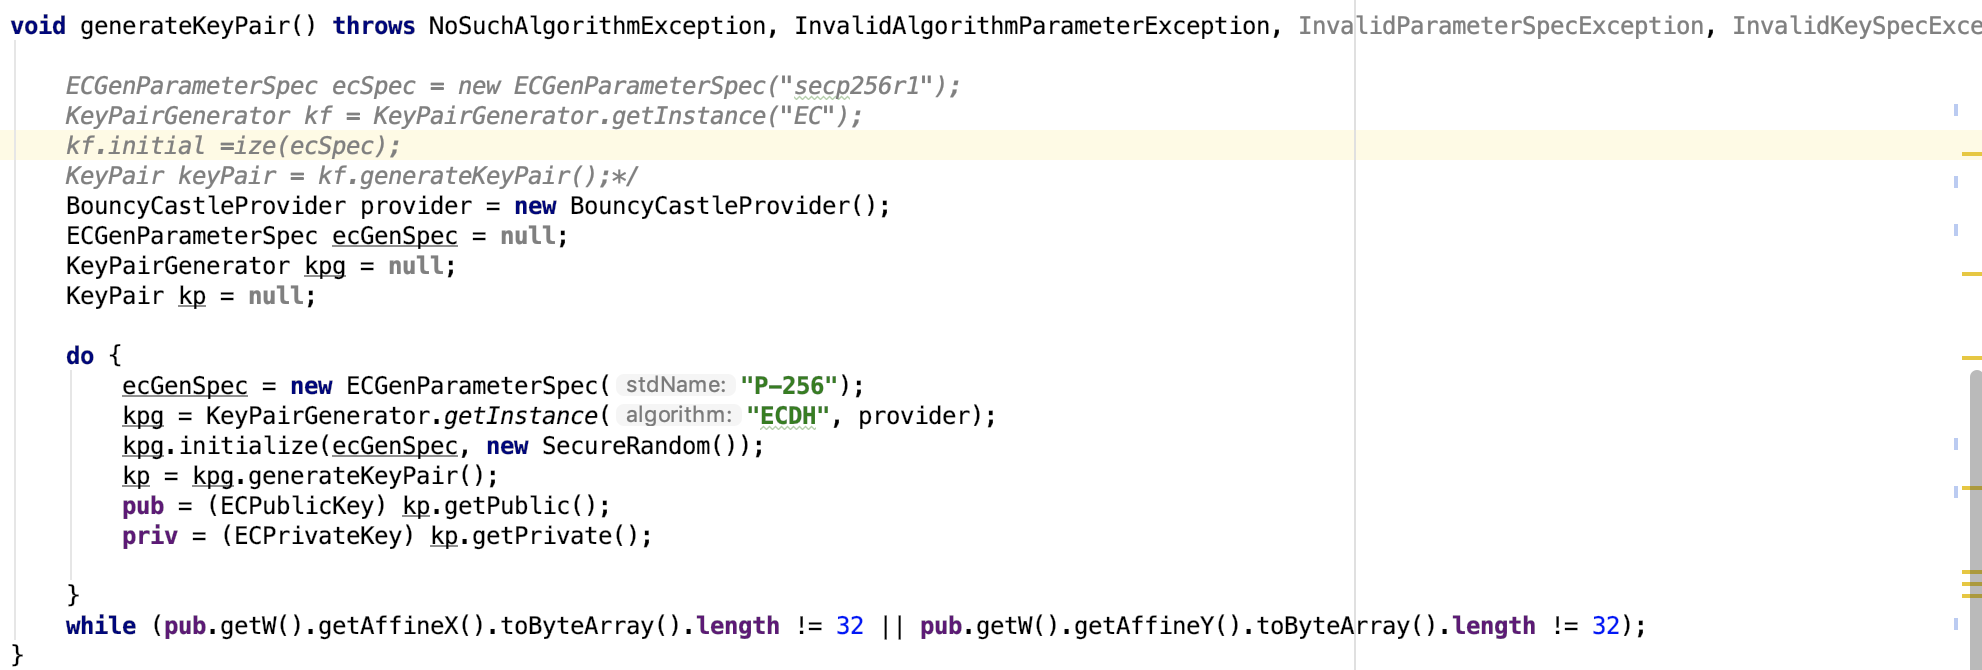 void generateKeyPair() throws NoSuchAlgorithmException, InvalidAlgorithmParameterException, InvalidParameterSpecException, InvalidKeySpecExce
ECGenParameterSpec ecSpec = new ECGenParameterSpec("secp256r1");
KeyPairGenerator kf = KeyPairGenerator.getInstance("EC");
kf.initial =ize(ecSpec);
KeyPair keyPair = kf.generateKeyPair();*/
BouncyCastleProvider provider = new BouncyCastleProvider();
ECGenParameterSpec ecGenSpec = null;
KeyPairGenerator kpg = null;
KeyPair kp = null;
do {
ecGenSpec = new ECGenParameterSpec( stdName: "P-256");
kpg = KeyPairGenerator.getInstance( algorithm: "ECDH", provider);
kpg.initialize(ecGenSpec, new SecureRandom());
kp = kpg.generateKeyPair();
pub = (ECPublicKey) kp.getPublic();
priv = (ECPrivateKey) kp.getPrivate();
}
while (pub.getW().getAffineX().toByteArray().length != 32 || pub.getW().getAffineY().toByteArray().length != 32);
}